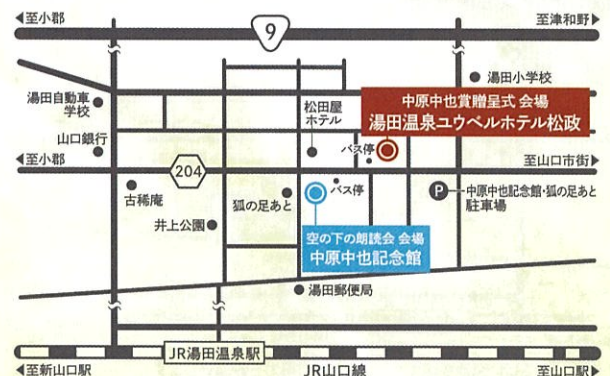 ◀至小郡
9
至津和野▶
湯田小学校
湯田自動車
学校
松田屋
ホテル
中原中也賞贈呈式 会場
湯田温泉ユウベルホテル松政
山口銀行
バス停
◀至小郡
204
至山口市街▶
古稀庵
狐の足あと
バス停
P
中原中也記念館・狐の足あと
駐車場
井上公園
空の下の朗読会 会場
中原中也記念館
湯田郵便局
JR湯田温泉駅
◀至新山口駅
JR山口線
至山口駅▶